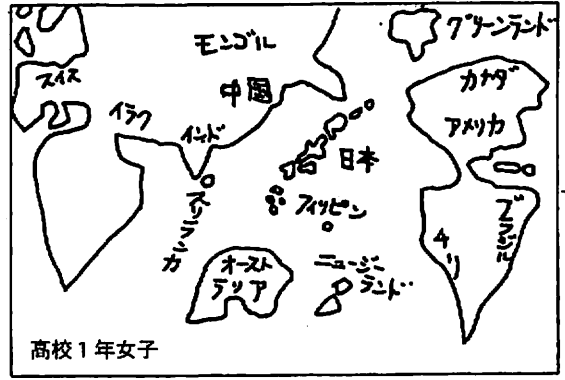 グリーンランド
モンゴル
スイス
中国
カナダ
イラク
インド
アメリカ
日本
スリランカ
フィリピン
ブラジル
チリ
オースト
ラリア
ニュージー
ランド
高校1年女子